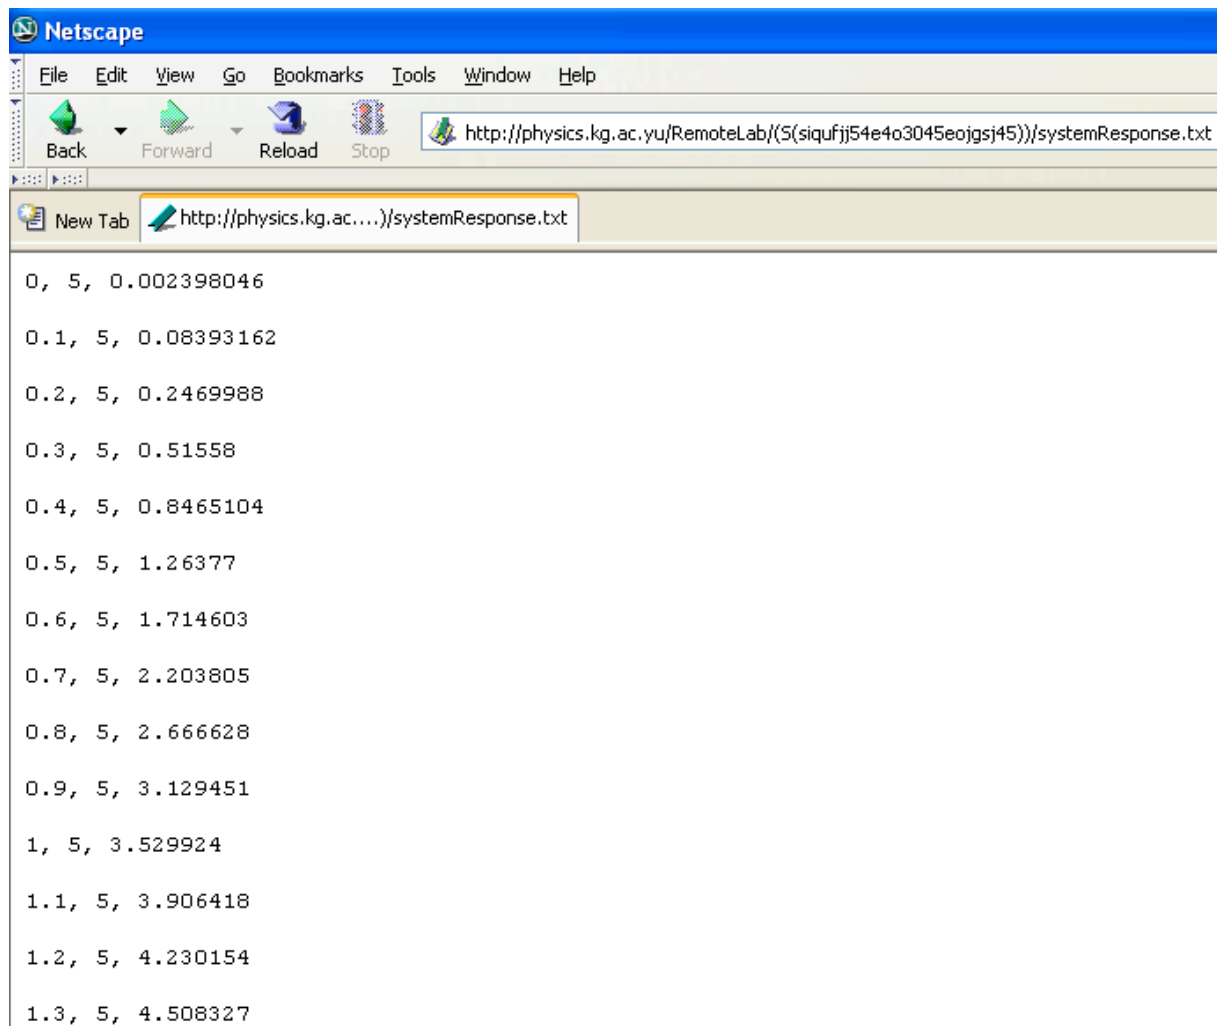 Netscape
File Edit View Go Bookmarks Tools Window Help
Back Forward Reload Stop http://physics.kg.ac.yu/RemoteLab/(S(siqufjj54e4o3045eojgsj45))/systemResponse.txt
New Tab http://physics.kg.ac....)/systemResponse.txt
0, 5, 0.002398046
0.1, 5, 0.08393162
0.2, 5, 0.2469988
0.3, 5, 0.51558
0.4, 5, 0.8465104
0.5, 5, 1.26377
0.6, 5, 1.714603
0.7, 5, 2.203805
0.8, 5, 2.666628
0.9, 5, 3.129451
1, 5, 3.529924
1.1, 5, 3.906418
1.2, 5, 4.230154
1.3, 5, 4.508327